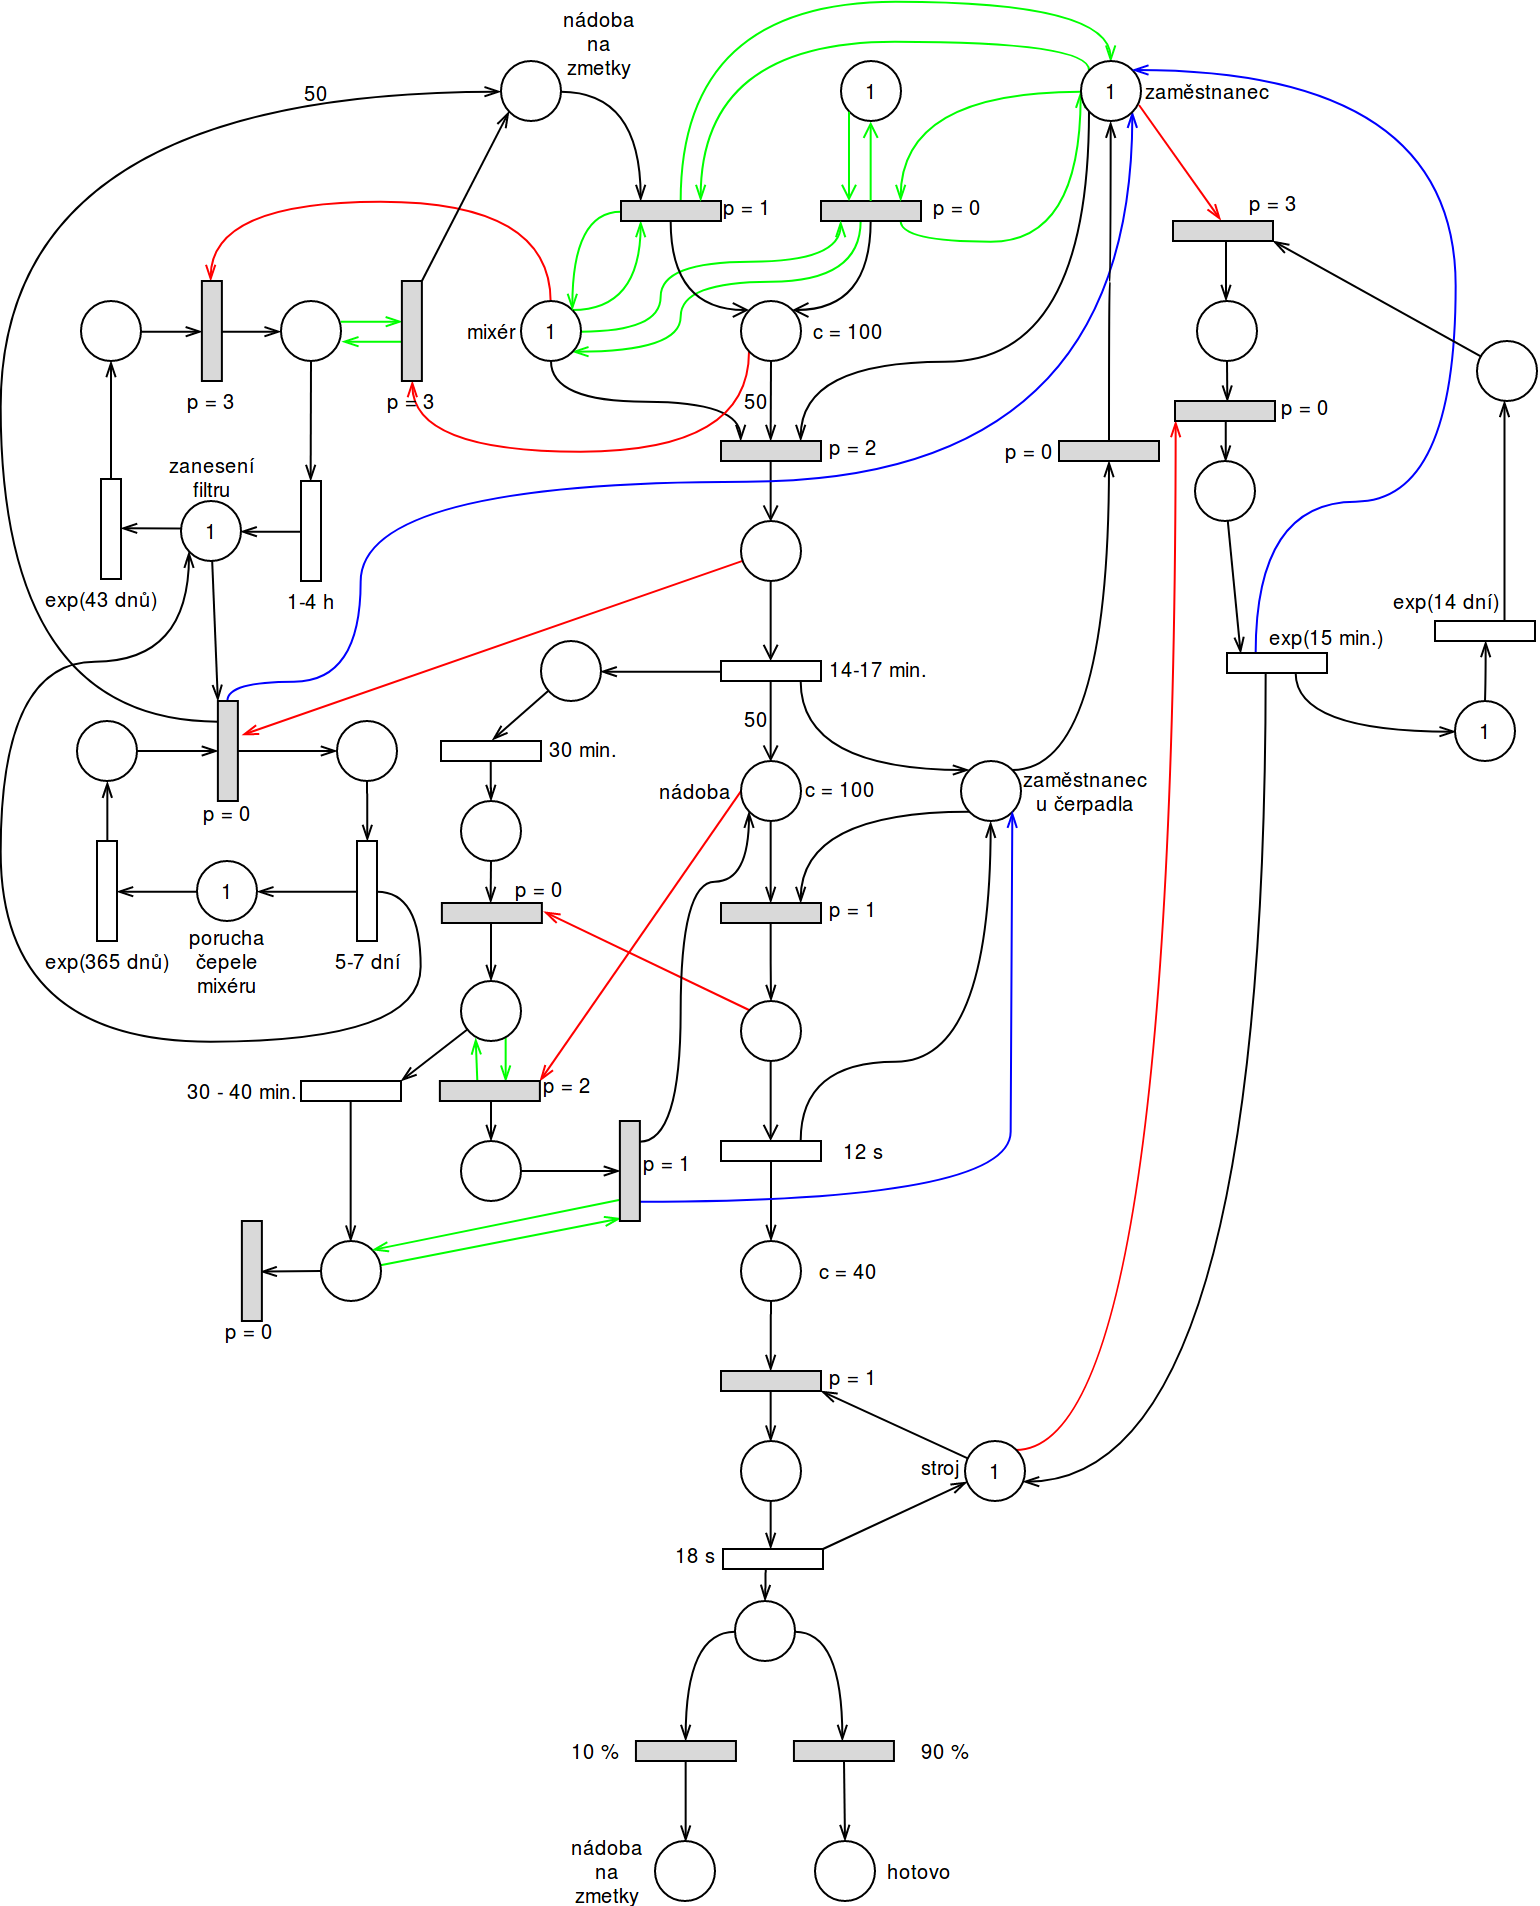 nádoba
na
zmetky
50
1
1
zaměstnanec
p = 1
p = 0
p = 3
mixér
1
c = 100
p = 3
p = 3
50
p = 0
p = 2
p = 0
zanesení
filtru
1
exp(43 dnů)
1-4 h
exp(14 dní)
exp(15 min.)
14-17 min.
50
1
30 min.
nádoba
c = 100
zaměstnanec
u čerpadla
p = 0
1
p = 0
p = 1
porucha
čepele
mixéru
exp(365 dnů)
5-7 dní
30 - 40 min.
p = 2
12 s
p = 1
c = 40
p = 0
p = 1
stroj
1
18 s
10 %
90 %
nádoba
na
zmetky
hotovo